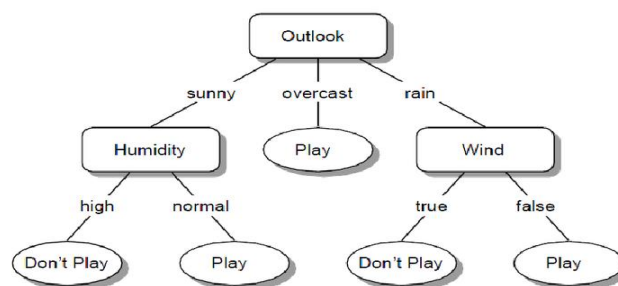 Outlook
sunny overcast rain
Humidity Play Wind
high normal true false
Don't Play Play Don't Play Play